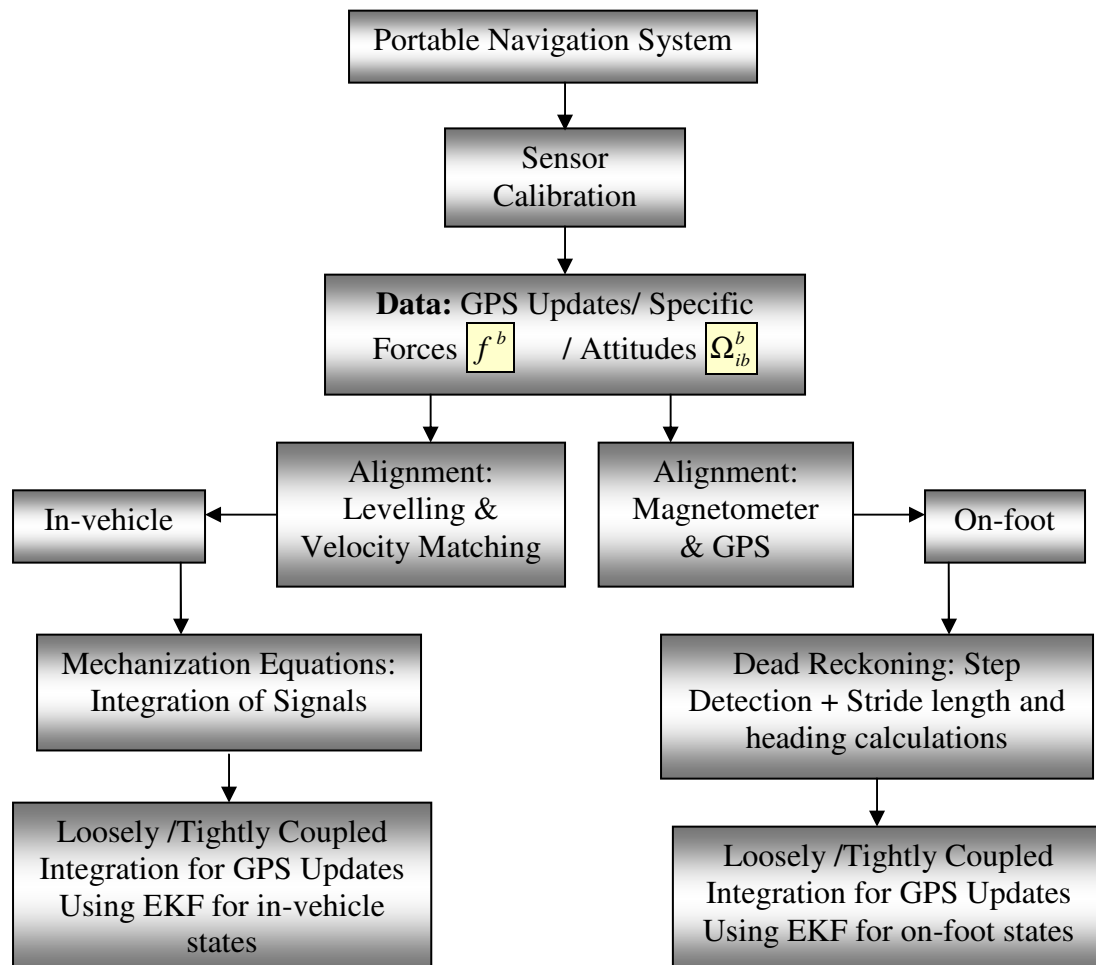 Portable Navigation System
Sensor
Calibration
Data: GPS Updates/ Specific
Forces f^b / Attitudes Ω^b_ib
Alignment:
Levelling &
Velocity Matching
Alignment:
Magnetometer
& GPS
In-vehicle
On-foot
Mechanization Equations:
Integration of Signals
Dead Reckoning: Step
Detection + Stride length and
heading calculations
Loosely /Tightly Coupled
Integration for GPS Updates
Using EKF for in-vehicle
states
Loosely /Tightly Coupled
Integration for GPS Updates
Using EKF for on-foot states